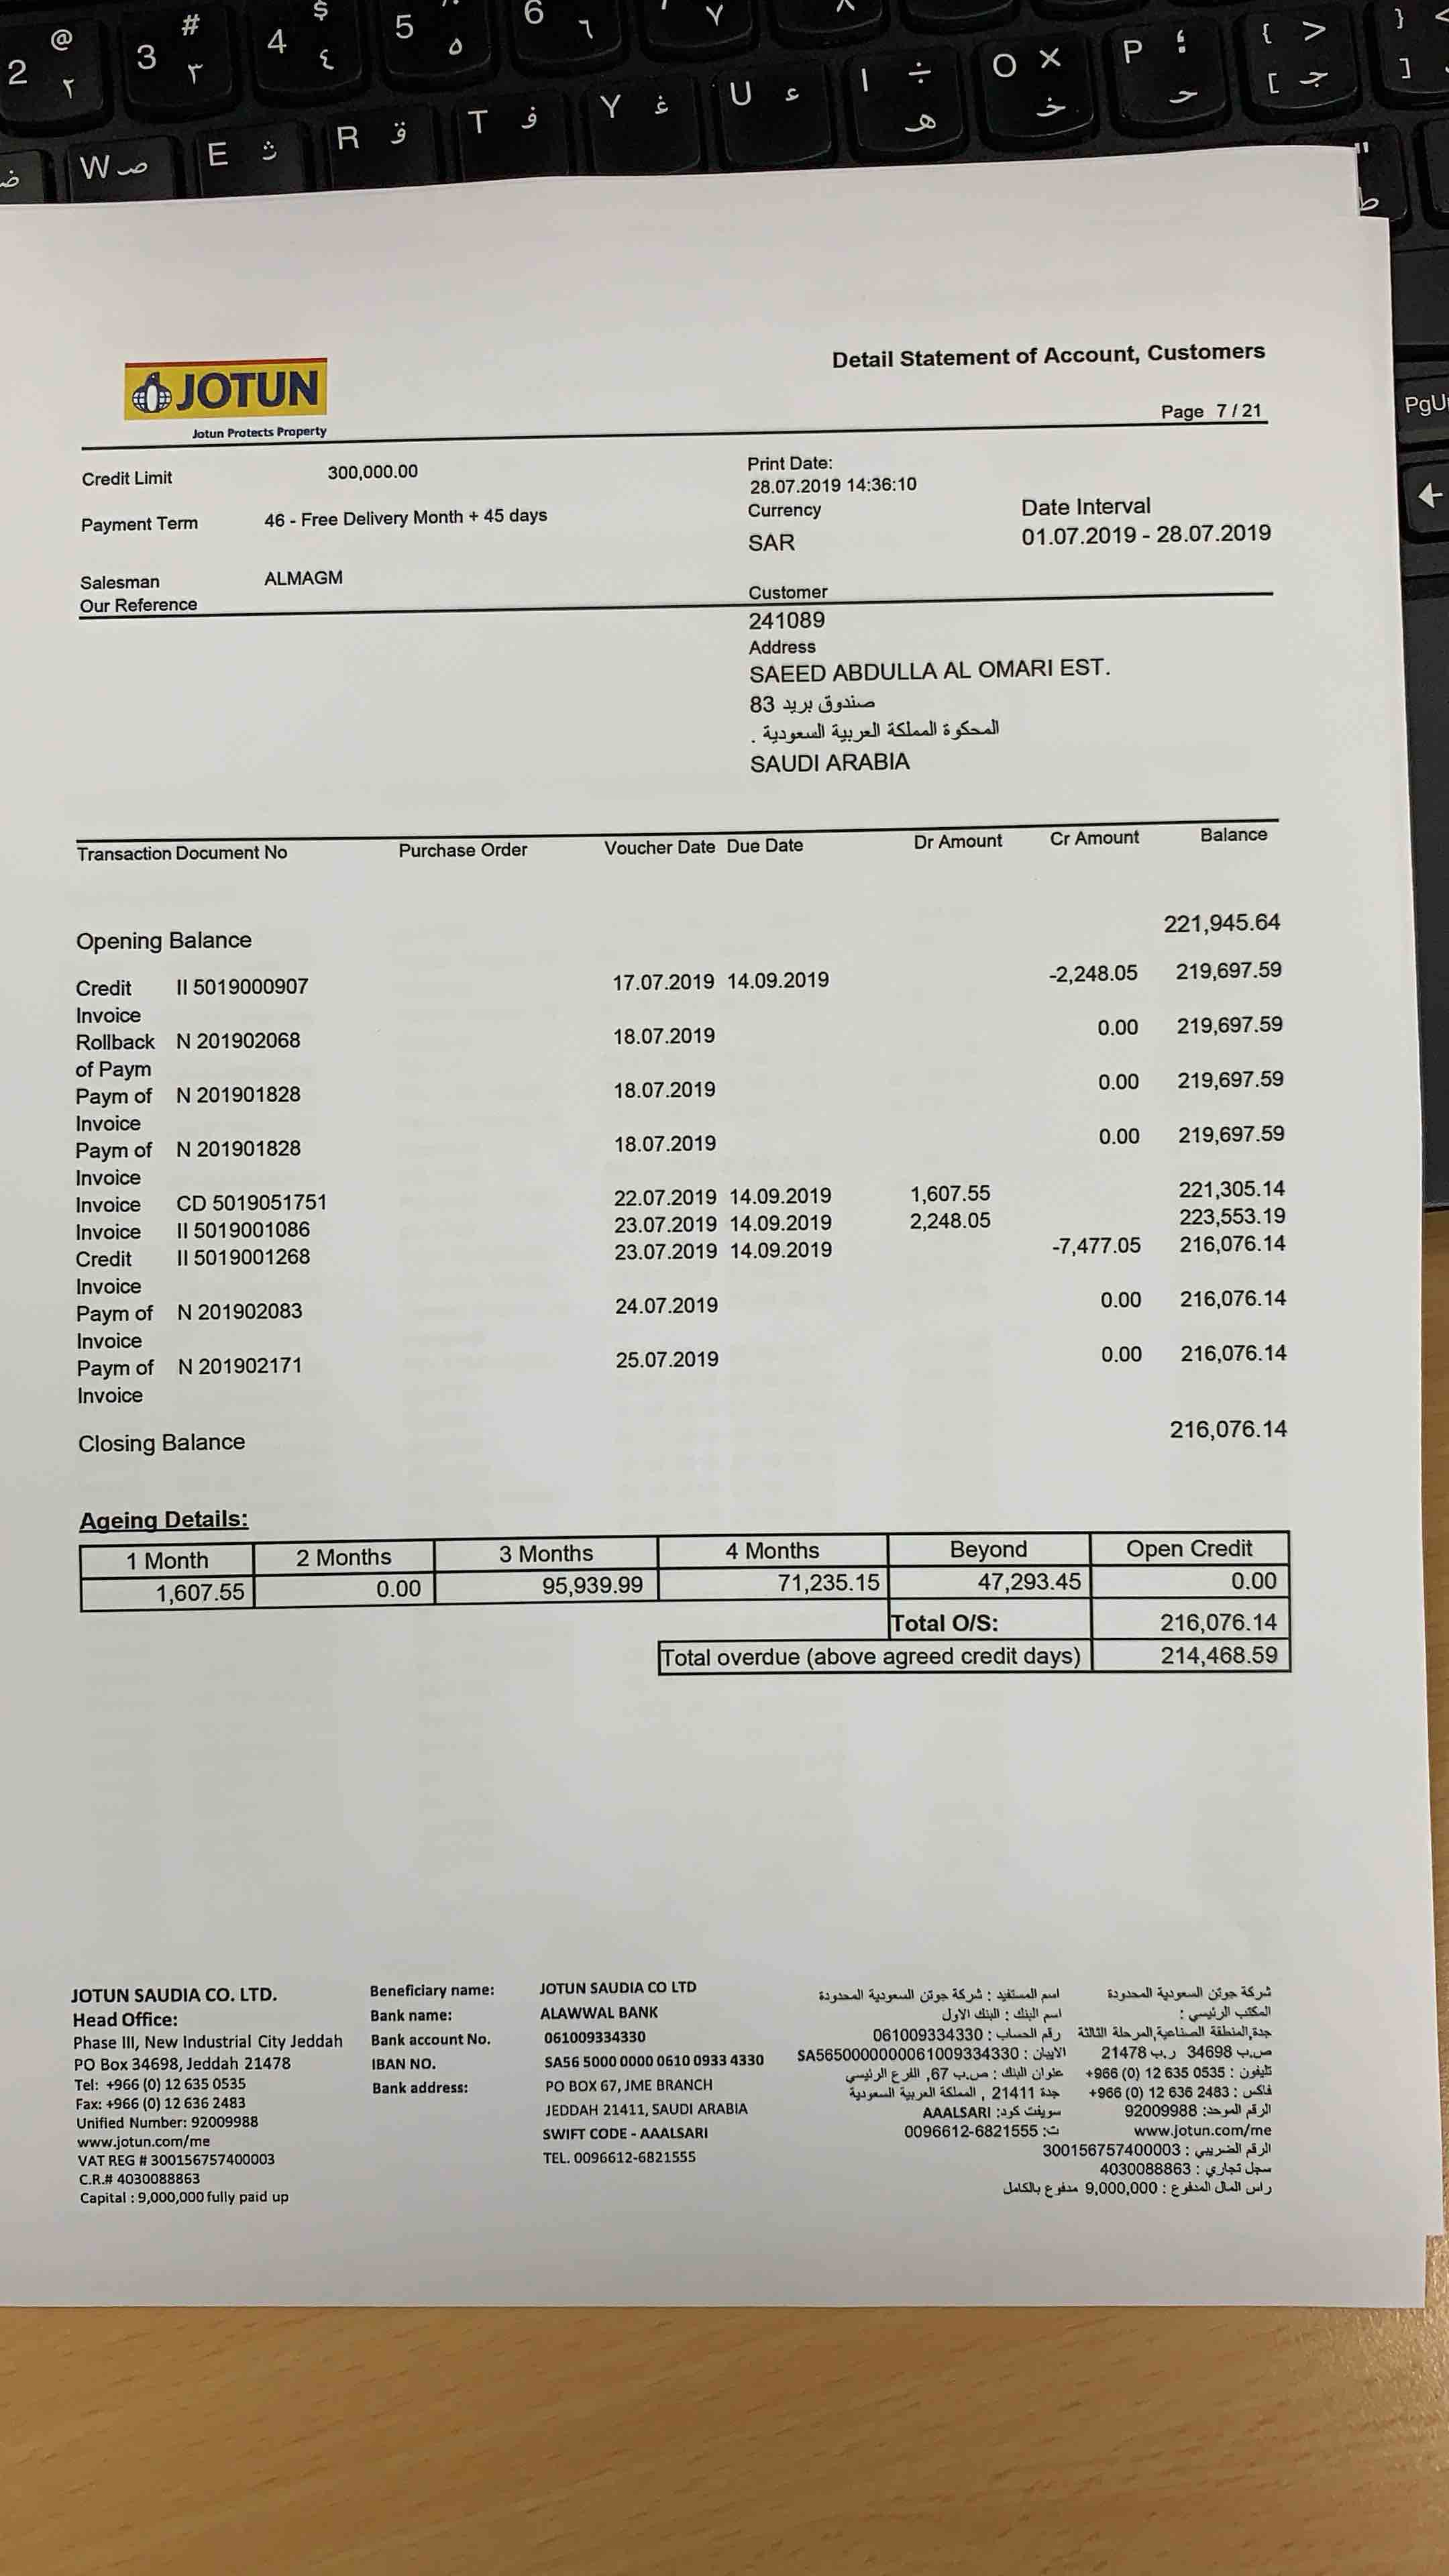 @ # $ 5 6 ٦ Y
2 ٢ 3 ٣ 4 ٤ ٥
W ص E ث R ق T ف Y غ U ع I ÷ ه O × خ P ؛ ح { > [ ج } ]
ض " ط
PgU
←
JOTUN
Jotun Protects Property
Detail Statement of Account, Customers
Page 7 / 21
Credit Limit 300,000.00
Payment Term 46 - Free Delivery Month + 45 days
Salesman ALMAGM
Our Reference
Print Date:
28.07.2019 14:36:10
Currency
SAR
Date Interval
01.07.2019 - 28.07.2019
Customer
241089
Address
SAEED ABDULLA AL OMARI EST.
صندوق بريد 83
المحكوة المملكة العربية السعودية .
SAUDI ARABIA
Transaction Document No Purchase Order Voucher Date Due Date Dr Amount Cr Amount Balance
Opening Balance 221,945.64
Credit II 5019000907 17.07.2019 14.09.2019 -2,248.05 219,697.59
Invoice
Rollback N 201902068 18.07.2019 0.00 219,697.59
of Paym
Paym of N 201901828 18.07.2019 0.00 219,697.59
Invoice
Paym of N 201901828 18.07.2019 0.00 219,697.59
Invoice
Invoice CD 5019051751 22.07.2019 14.09.2019 1,607.55 221,305.14
Invoice II 5019001086 23.07.2019 14.09.2019 2,248.05 223,553.19
Credit II 5019001268 23.07.2019 14.09.2019 -7,477.05 216,076.14
Invoice
Paym of N 201902083 24.07.2019 0.00 216,076.14
Invoice
Paym of N 201902171 25.07.2019 0.00 216,076.14
Invoice
Closing Balance 216,076.14
Ageing Details:
1 Month 2 Months 3 Months 4 Months Beyond Open Credit
1,607.55 0.00 95,939.99 71,235.15 47,293.45 0.00
Total O/S: 216,076.14
Total overdue (above agreed credit days) 214,468.59
JOTUN SAUDIA CO. LTD.
Head Office:
Phase III, New Industrial City Jeddah
PO Box 34698, Jeddah 21478
Tel: +966 (0) 12 635 0535
Fax: +966 (0) 12 636 2483
Unified Number: 92009988
www.jotun.com/me
VAT REG # 300156757400003
C.R.# 4030088863
Capital : 9,000,000 fully paid up
Beneficiary name: JOTUN SAUDIA CO LTD
Bank name: ALAWWAL BANK
Bank account No. 061009334330
IBAN NO. SA56 5000 0000 0610 0933 4330
Bank address: PO BOX 67, JME BRANCH
JEDDAH 21411, SAUDI ARABIA
SWIFT CODE - AAALSARI
TEL. 0096612-6821555
اسم المستفيد : شركة جوتن السعودية المحدودة
اسم البنك : البنك الاول
رقم الحساب : 061009334330
الايبان : SA5650000000061009334330
عنوان البنك : ص.ب 67, الفرع الرئيسي
جدة 21411 , المملكة العربية السعودية
سويفت كود: AAALSARI
ت: 0096612-6821555
شركة جوتن السعودية المحدودة
المكتب الرئيسي :
جدة,المنطقة الصناعية,المرحلة الثالثة
ص.ب 34698 ر.ب 21478
تليفون : +966 (0) 12 635 0535
فاكس : +966 (0) 12 636 2483
الرقم الموحد: 92009988
www.jotun.com/me
الرقم الضريبي : 300156757400003
سجل تجاري : 4030088863
راس المال المدفوع : 9,000,000 مدفوع بالكامل